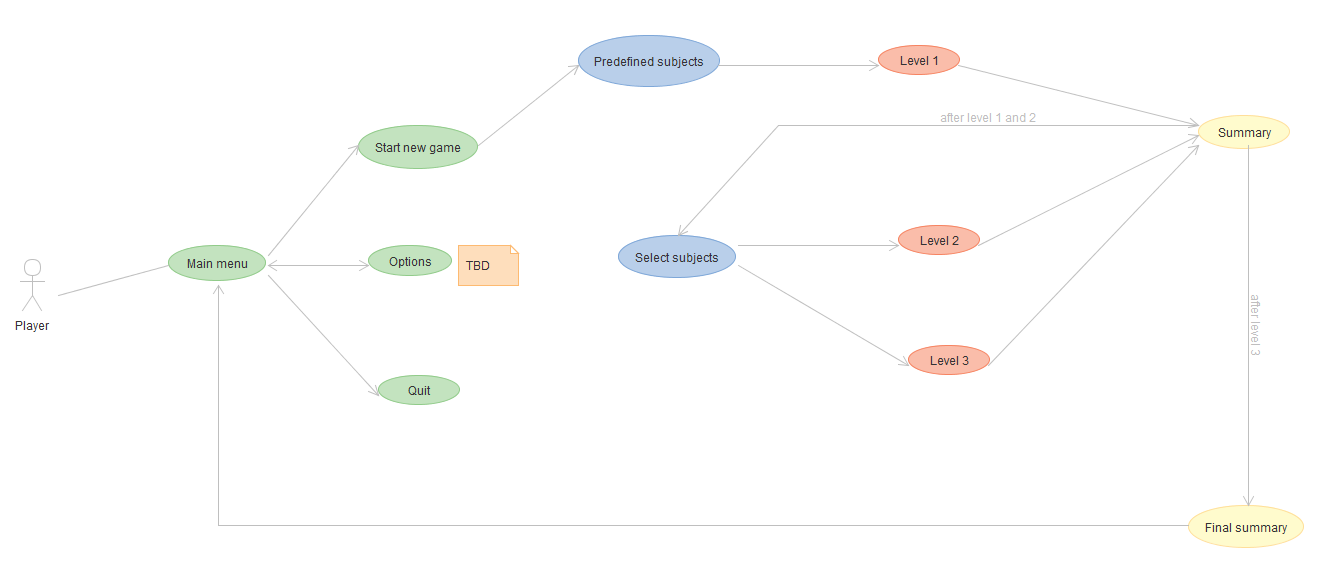 Predefined subjects
Level 1
after level 1 and 2
Summary
Start new game
Main menu
Options
TBD
Select subjects
Level 2
Player
after level 3
Level 3
Quit
Final summary